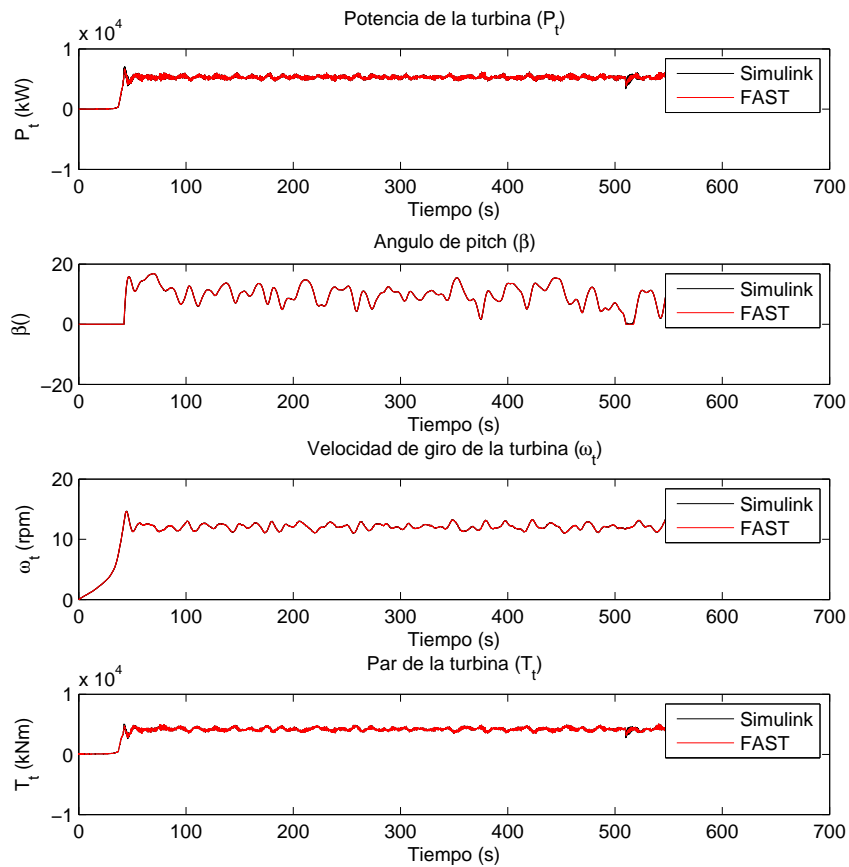 Potencia de la turbina (P_t)
x 10^4
1
0
−1
P_t (kW)
0 100 200 300 400 500 600 700
Tiempo (s)
Simulink
FAST
Angulo de pitch (β)
20
0
−20
β()
0 100 200 300 400 500 600 700
Tiempo (s)
Simulink
FAST
Velocidad de giro de la turbina (ω_t)
20
10
0
ω_t (rpm)
0 100 200 300 400 500 600 700
Tiempo (s)
Simulink
FAST
Par de la turbina (T_t)
x 10^4
1
0
−1
T_t (kNm)
0 100 200 300 400 500 600 700
Tiempo (s)
Simulink
FAST